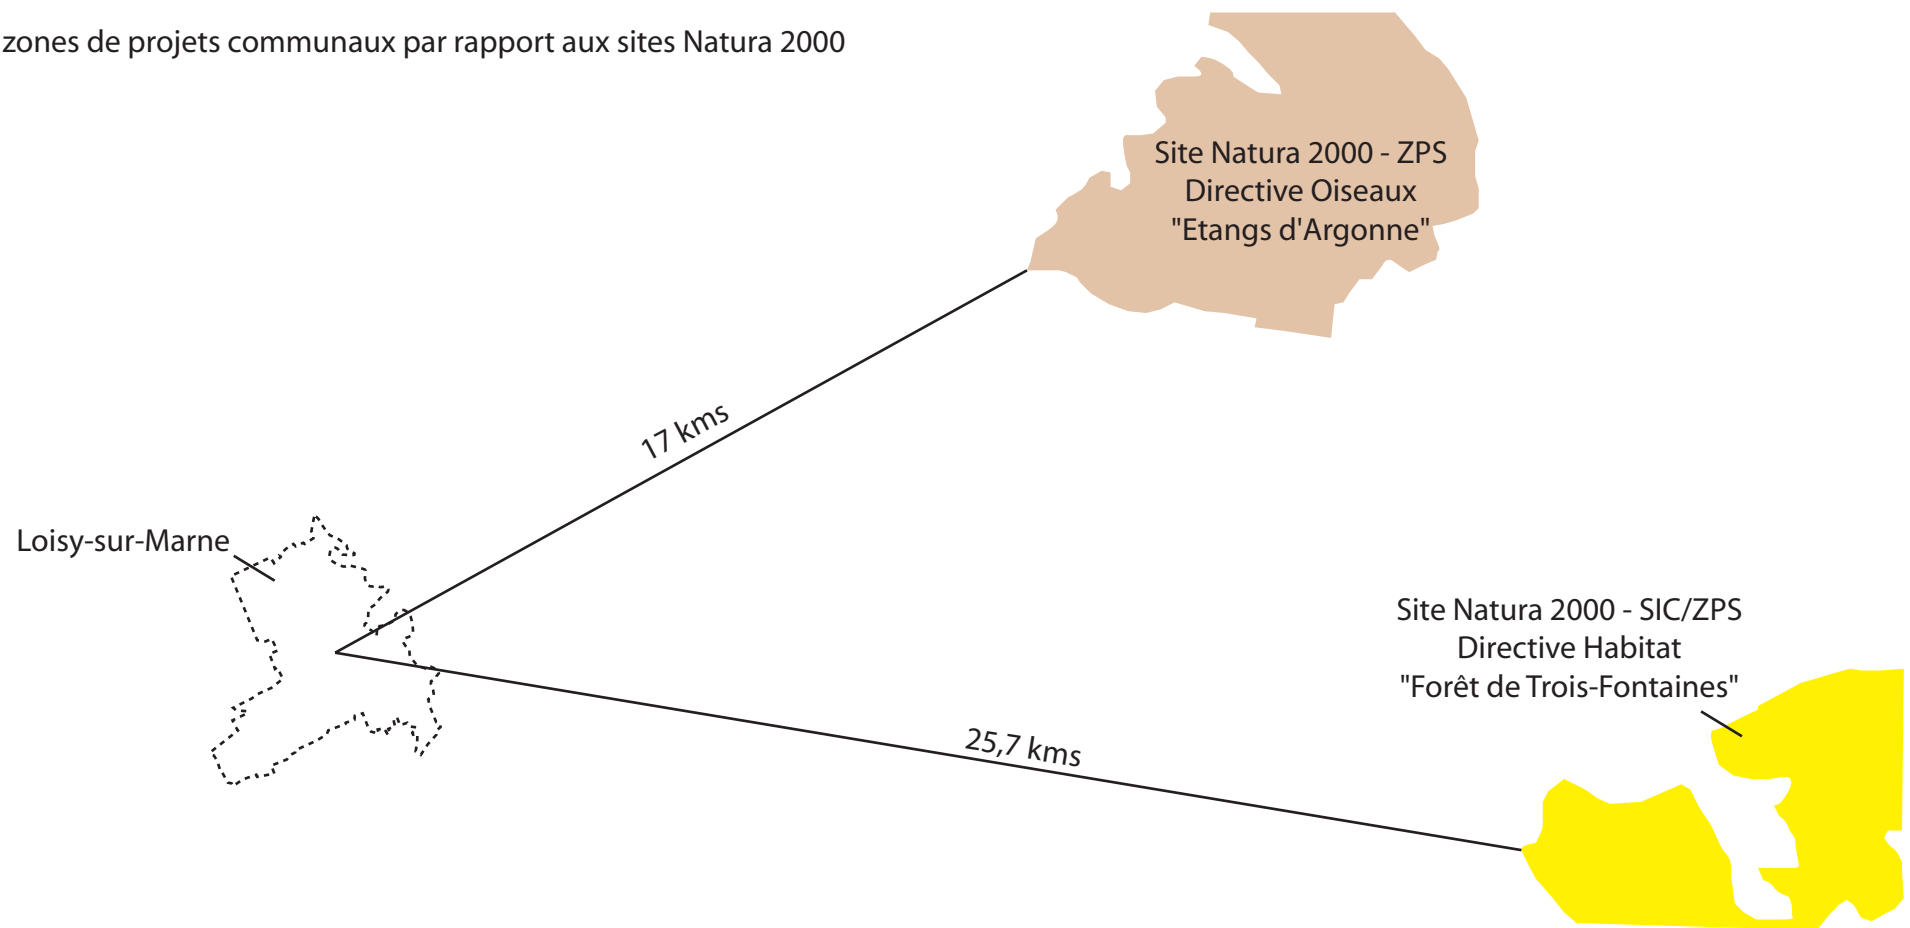 zones de projets communaux par rapport aux sites Natura 2000
Site Natura 2000 - ZPS
Directive Oiseaux
"Etangs d'Argonne"
17 kms
Loisy-sur-Marne
Site Natura 2000 - SIC/ZPS
Directive Habitat
"Forêt de Trois-Fontaines"
25,7 kms